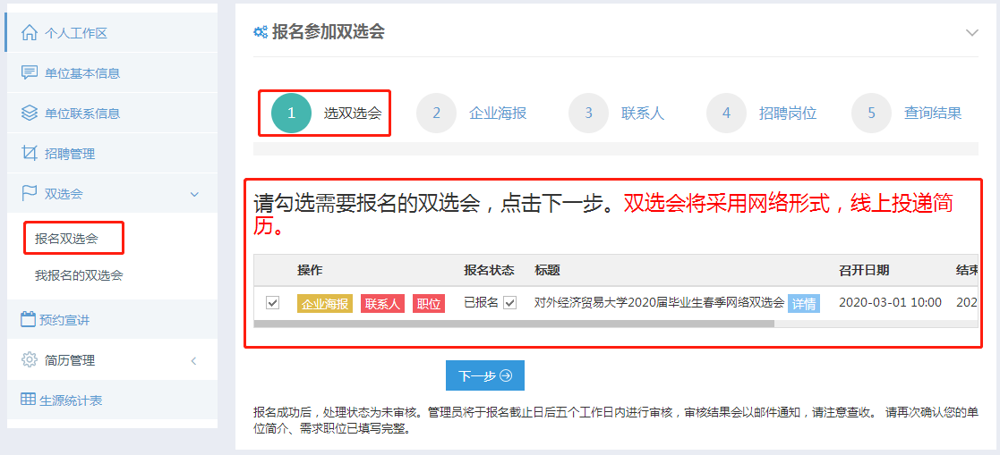 个人工作区
单位基本信息
单位联系信息
招聘管理
双选会
报名双选会
我报名的双选会
预约宣讲
简历管理
生源统计表
报名参加双选会
1 选双选会 2 企业海报 3 联系人 4 招聘岗位 5 查询结果
请勾选需要报名的双选会，点击下一步。双选会将采用网络形式，线上投递简
历。
操作 报名状态 标题 召开日期 结束
企业海报 联系人 职位 已报名 对外经济贸易大学2020届毕业生春季网络双选会 详情 2020-03-01 10:00 202
下一步
报名成功后，处理状态为未审核。管理员将于报名截止日后五个工作日内进行审核，审核结果会以邮件通知，请注意查收。 请再次确认您的单
位简介、需求职位已填写完整。